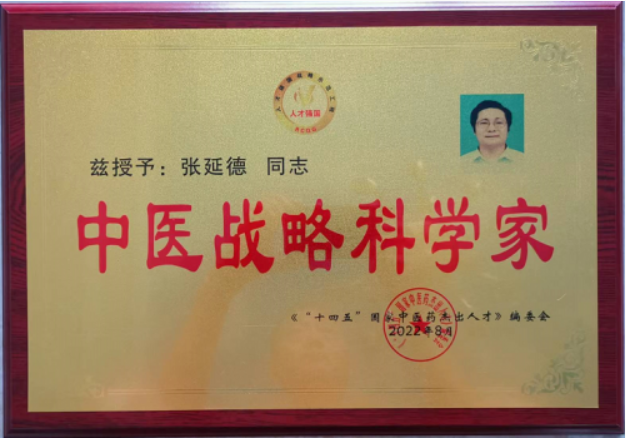 人才强国
兹授予：张延德 同志
中医战略科学家
《“十四五”国家中医药杰出人才》编委会
2022年8月